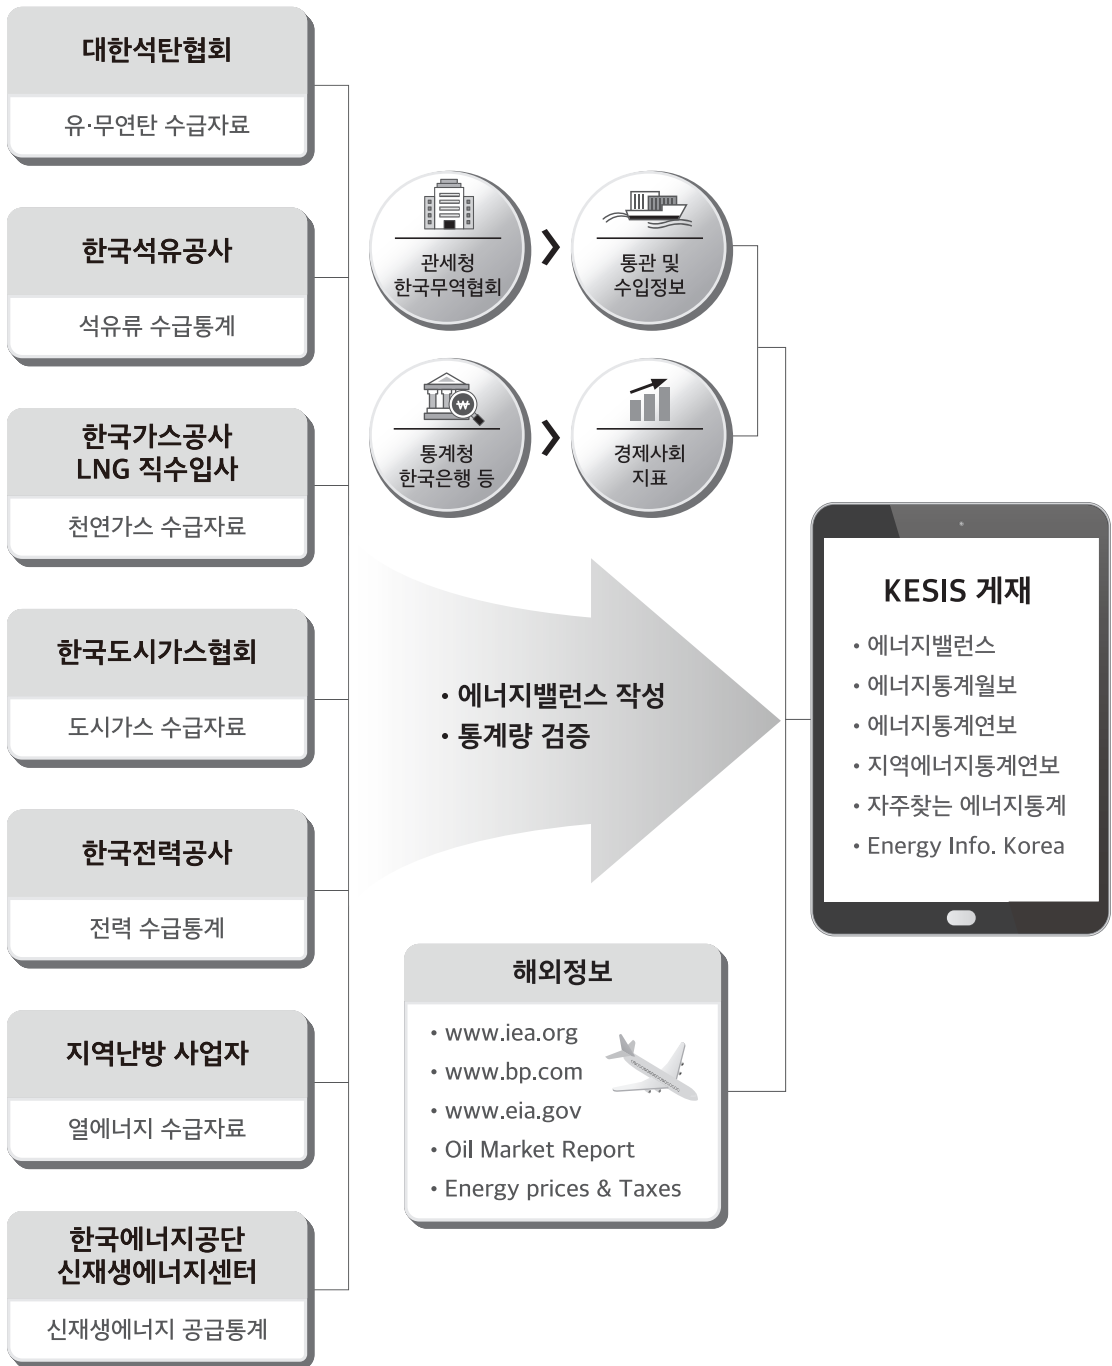 대한석탄협회
유·무연탄 수급자료
한국석유공사
석유류 수급통계
한국가스공사
LNG 직수입사
천연가스 수급자료
한국도시가스협회
도시가스 수급자료
한국전력공사
전력 수급통계
지역난방 사업자
열에너지 수급자료
한국에너지공단
신재생에너지센터
신재생에너지 공급통계
관세청
한국무역협회
통관 및
수입정보
통계청
한국은행 등
경제사회
지표
• 에너지밸런스 작성
• 통계량 검증
해외정보
• www.iea.org
• www.bp.com
• www.eia.gov
• Oil Market Report
• Energy prices & Taxes
KESIS 게재
• 에너지밸런스
• 에너지통계월보
• 에너지통계연보
• 지역에너지통계연보
• 자주찾는 에너지통계
• Energy Info. Korea